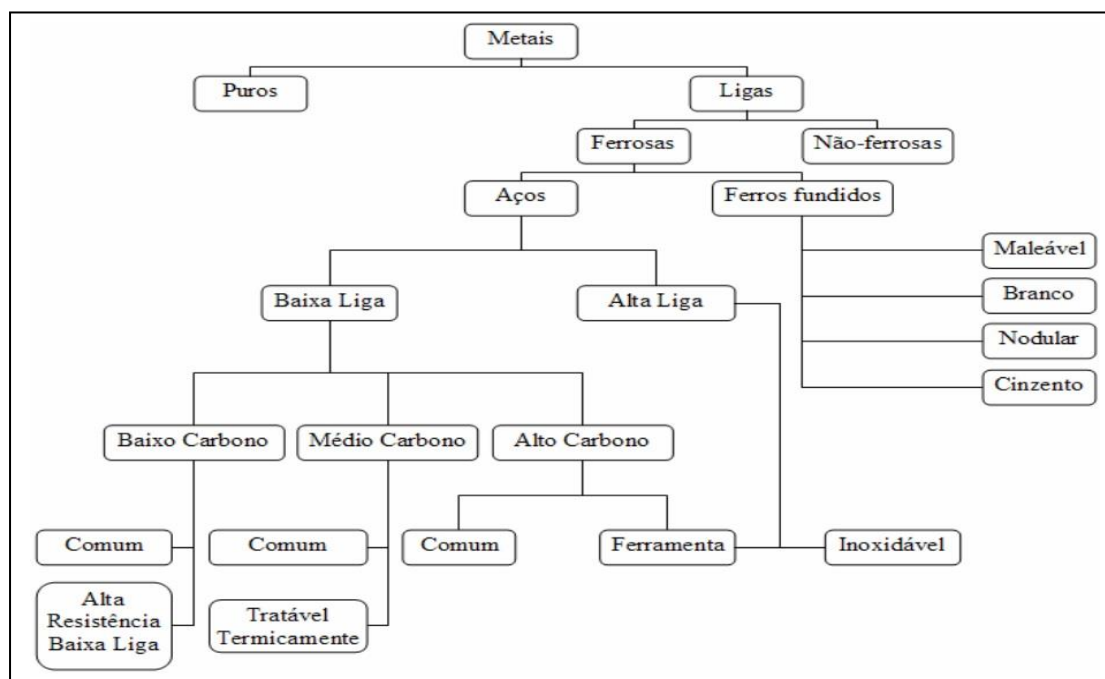 Metais
Puros
Ligas
Ferrosas
Não-ferrosas
Aços
Ferros fundidos
Maleável
Branco
Nodular
Cinzento
Baixa Liga
Alta Liga
Baixo Carbono
Médio Carbono
Alto Carbono
Comum
Comum
Comum
Ferramenta
Inoxidável
Alta
Resistência
Baixa Liga
Tratável
Termicamente